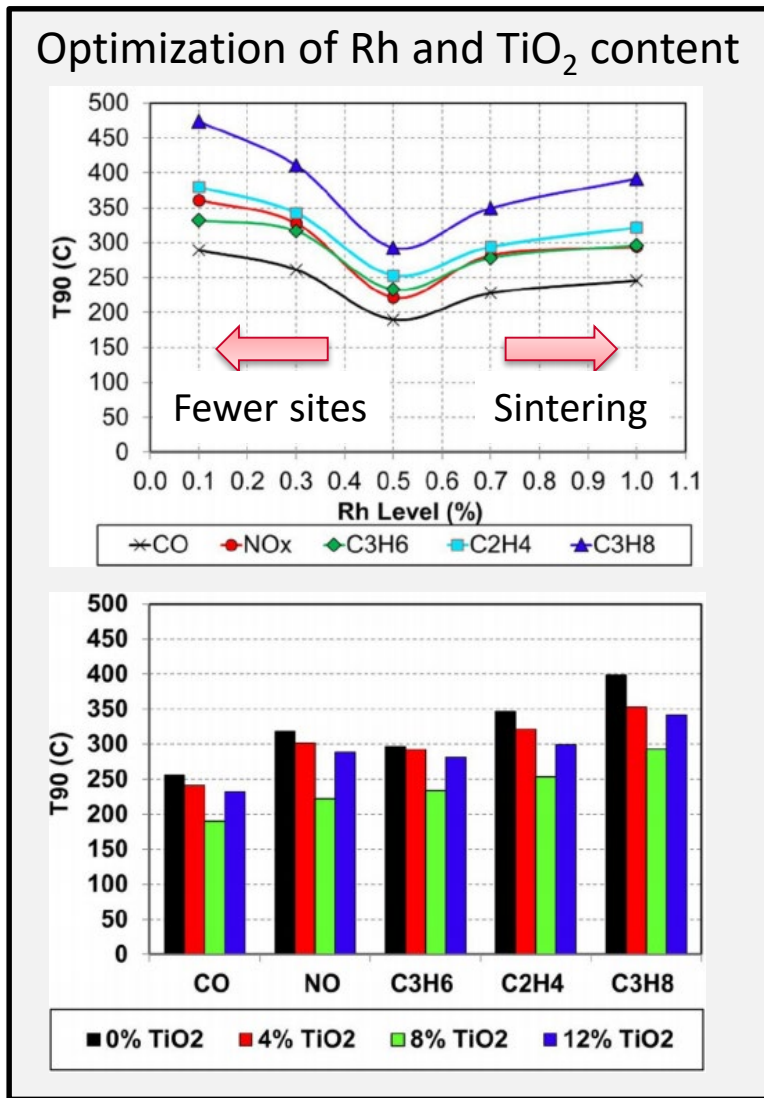 Optimization of Rh and TiO₂ content
500
450
400
350
300
250
200
150
100
50
0
T90 (C)
Fewer sites
Sintering
0.0 0.1 0.2 0.3 0.4 0.5 0.6 0.7 0.8 0.9 1.0 1.1
Rh Level (%)
CO NOx C3H6 C2H4 C3H8
500
450
400
350
300
250
200
150
100
50
0
T90 (C)
CO NO C3H6 C2H4 C3H8
0% TiO2 4% TiO2 8% TiO2 12% TiO2